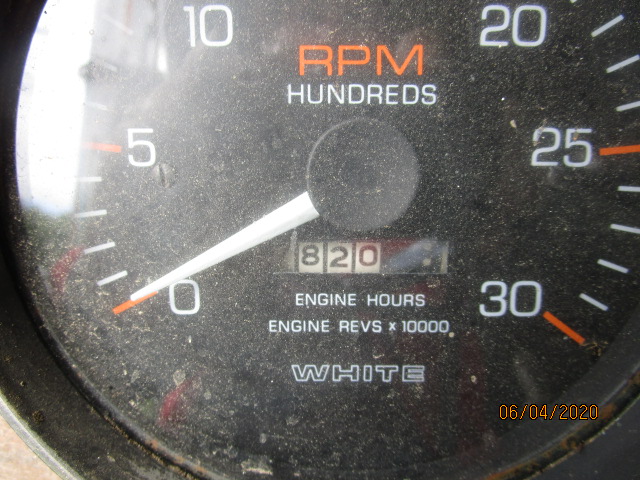 10
20
RPM
HUNDREDS
5
25
820
0
30
ENGINE HOURS
ENGINE REVS x 10000
WHITE
06/04/2020